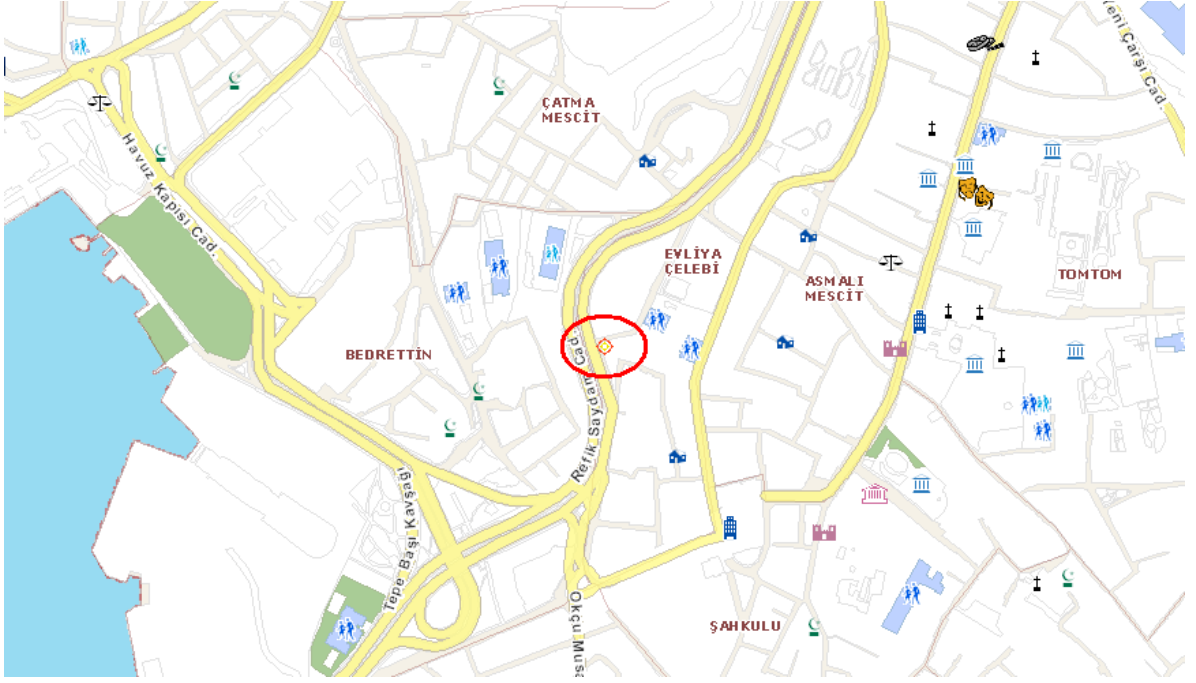 Yeni Çarşı Cad.
ÇATMA
MESCİT
Havuz Kapisı Cad.
EVLİYA
ÇELEBİ
ASMALI
MESCİT
TOMTOM
BEDRETTİN
Refik Saydam Cad.
Tepe Başı Kavşağı
Okçu Musa
ŞAHKULU